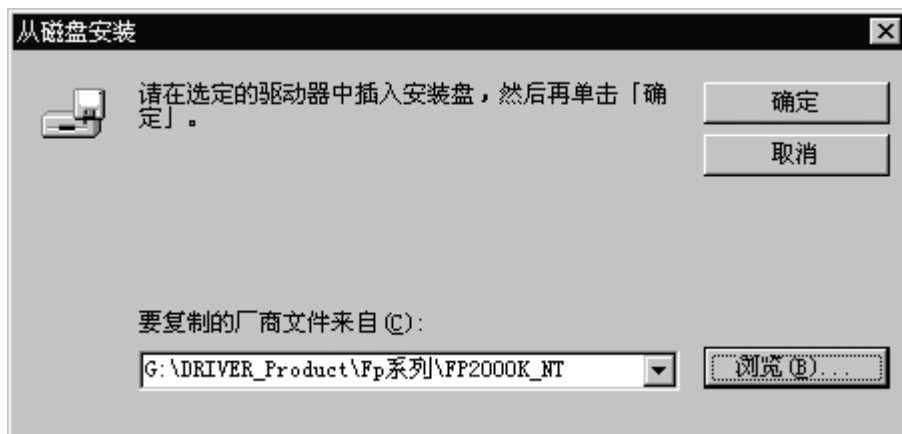 从磁盘安装
请在选定的驱动器中插入安装盘，然后再单击「确
定」。
确定
取消
要复制的厂商文件来自(C):
G:\DRIVER_Product\Fp系列\FP2000K_NT
浏览(B)...